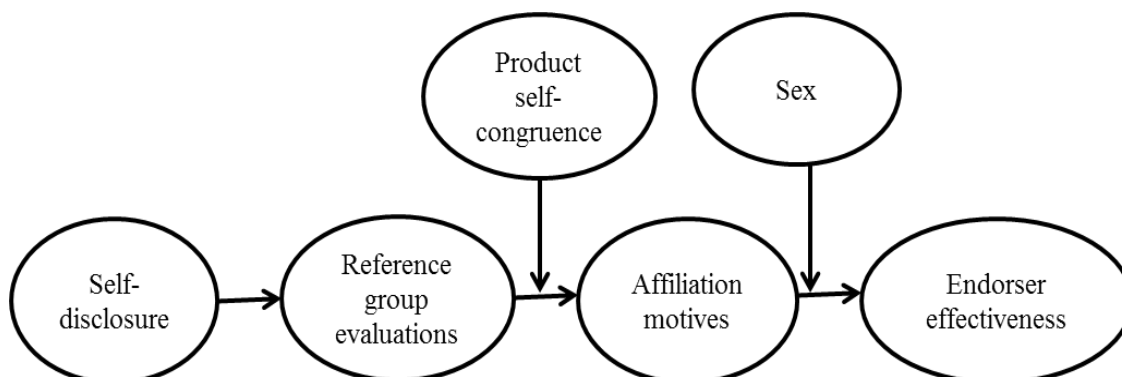 Product
self-
congruence
Sex
Self-
disclosure
Reference
group
evaluations
Affiliation
motives
Endorser
effectiveness